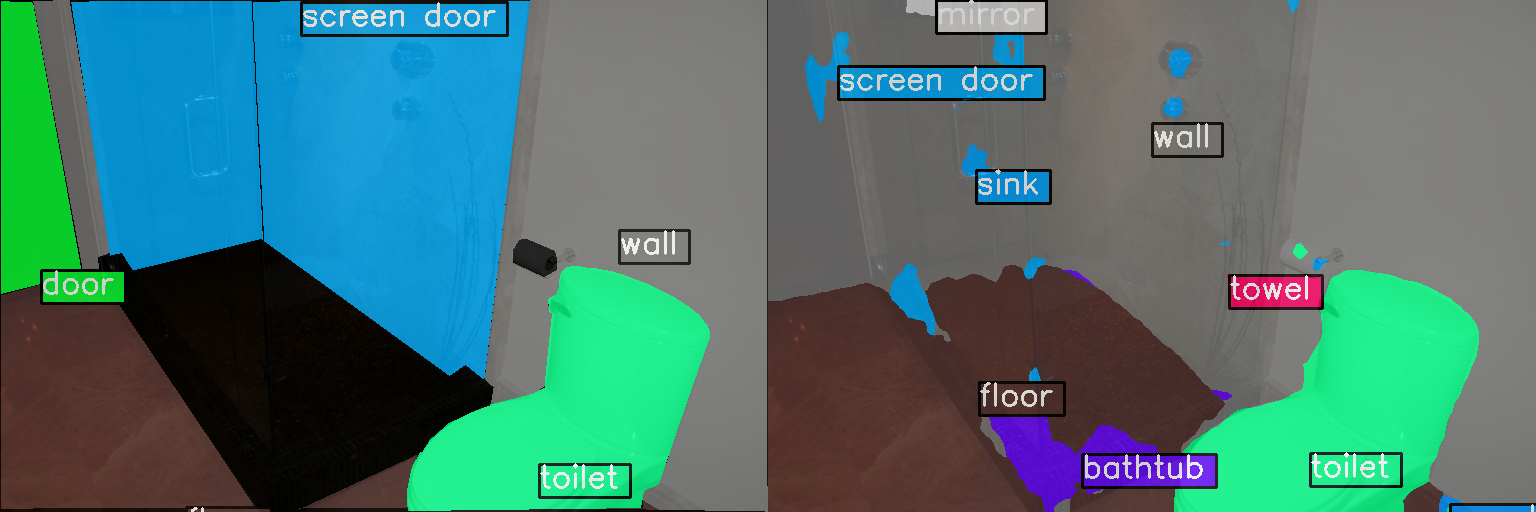 screen door
wall
door
toilet
mirror
screen door
wall
sink
towel
floor
bathtub
toilet